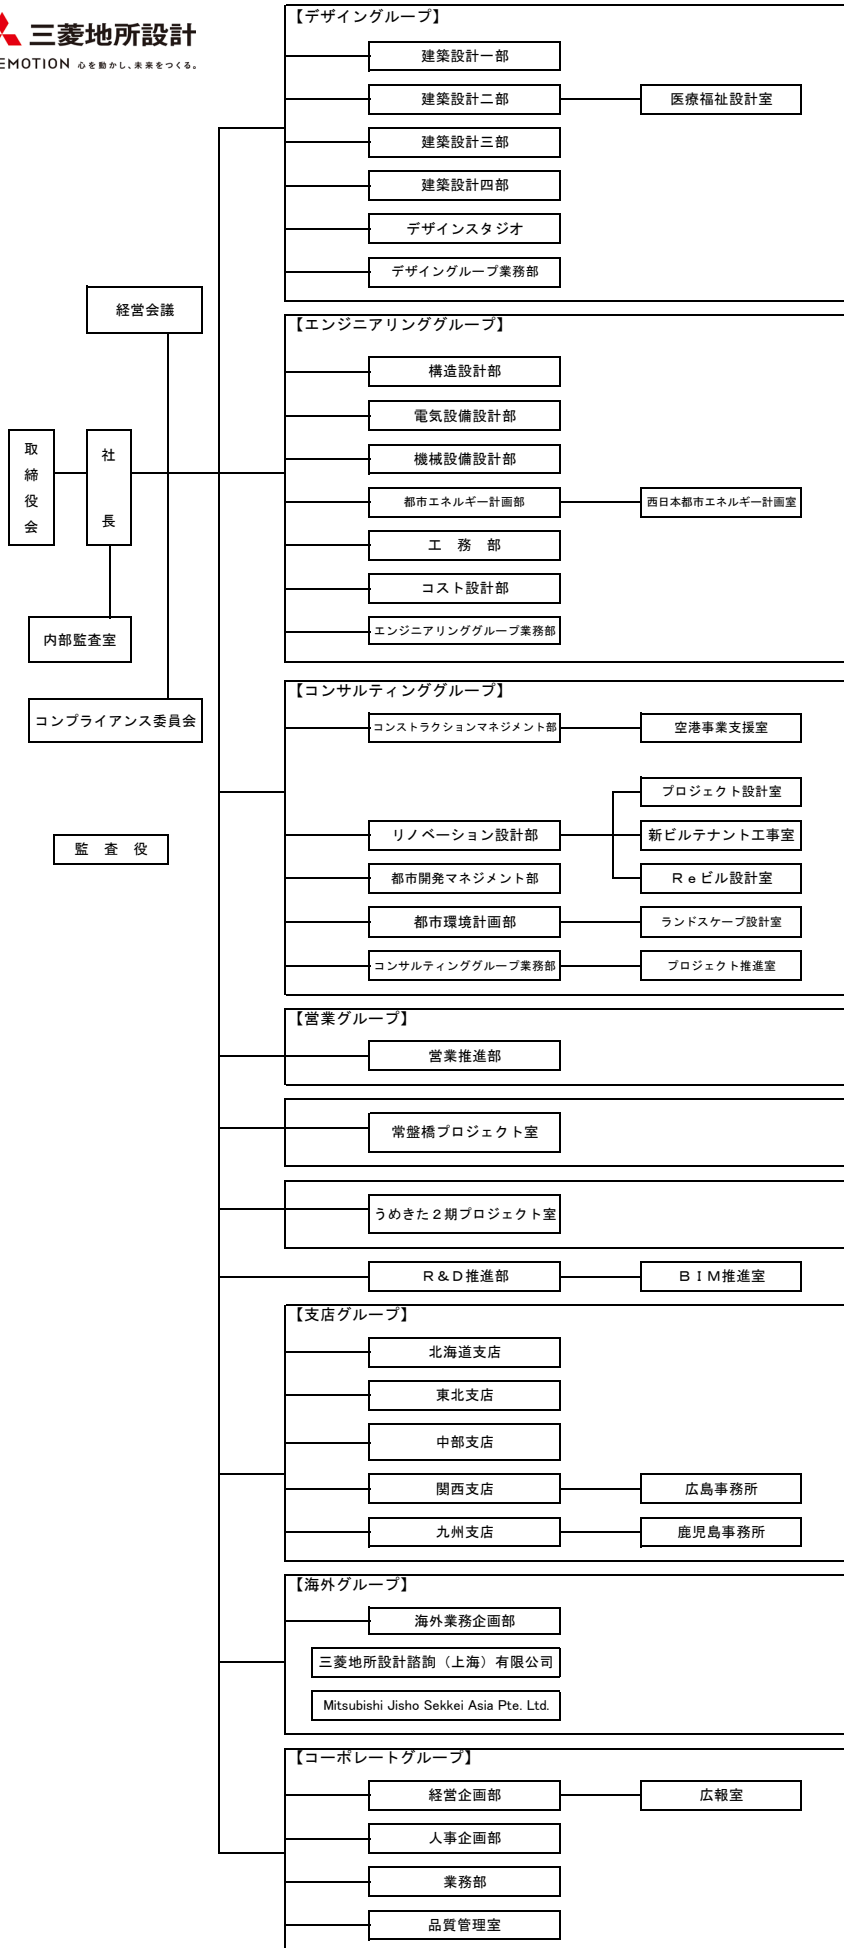 三菱地所設計
EMOTION 心を動かし、未来をつくる。
【デザイングループ】
建築設計一部
建築設計二部
医療福祉設計室
建築設計三部
建築設計四部
デザインスタジオ
デザイングループ業務部
経営会議
【エンジニアリンググループ】
構造設計部
電気設備設計部
取締役会
社長
機械設備設計部
都市エネルギー計画部
西日本都市エネルギー計画室
工 務 部
コスト設計部
エンジニアリンググループ業務部
内部監査室
【コンサルティンググループ】
コンプライアンス委員会
コンストラクションマネジメント部
空港事業支援室
プロジェクト設計室
監 査 役
リノベーション設計部
新ビルテナント工事室
都市開発マネジメント部
Ｒｅビル設計室
都市環境計画部
ランドスケープ設計室
コンサルティンググループ業務部
プロジェクト推進室
【営業グループ】
営業推進部
常盤橋プロジェクト室
うめきた２期プロジェクト室
Ｒ＆Ｄ推進部
ＢＩＭ推進室
【支店グループ】
北海道支店
東北支店
中部支店
関西支店
広島事務所
九州支店
鹿児島事務所
【海外グループ】
海外業務企画部
三菱地所設計諮詢（上海）有限公司
Mitsubishi Jisho Sekkei Asia Pte. Ltd.
【コーポレートグループ】
経営企画部
広報室
人事企画部
業務部
品質管理室